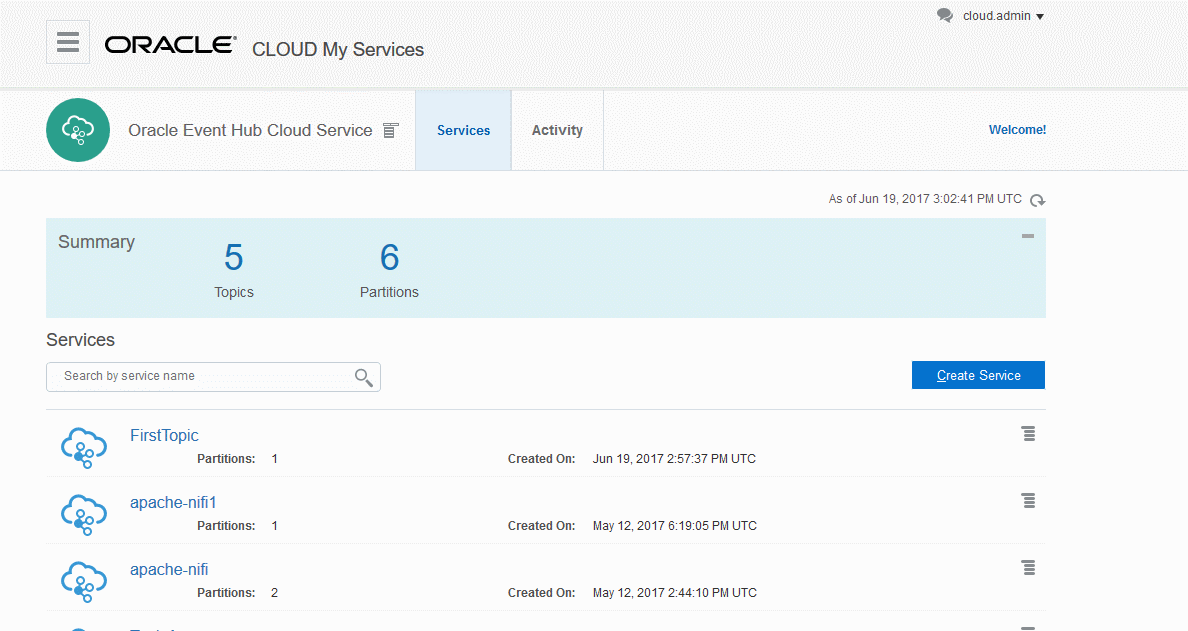 cloud.admin
ORACLE CLOUD My Services
Oracle Event Hub Cloud Service
Services
Activity
Welcome!
As of Jun 19, 2017 3:02:41 PM UTC
Summary
5
Topics
6
Partitions
Services
Search by service name
Create Service
FirstTopic
Partitions: 1 Created On: Jun 19, 2017 2:57:37 PM UTC
apache-nifi1
Partitions: 1 Created On: May 12, 2017 6:19:05 PM UTC
apache-nifi
Partitions: 2 Created On: May 12, 2017 2:44:10 PM UTC